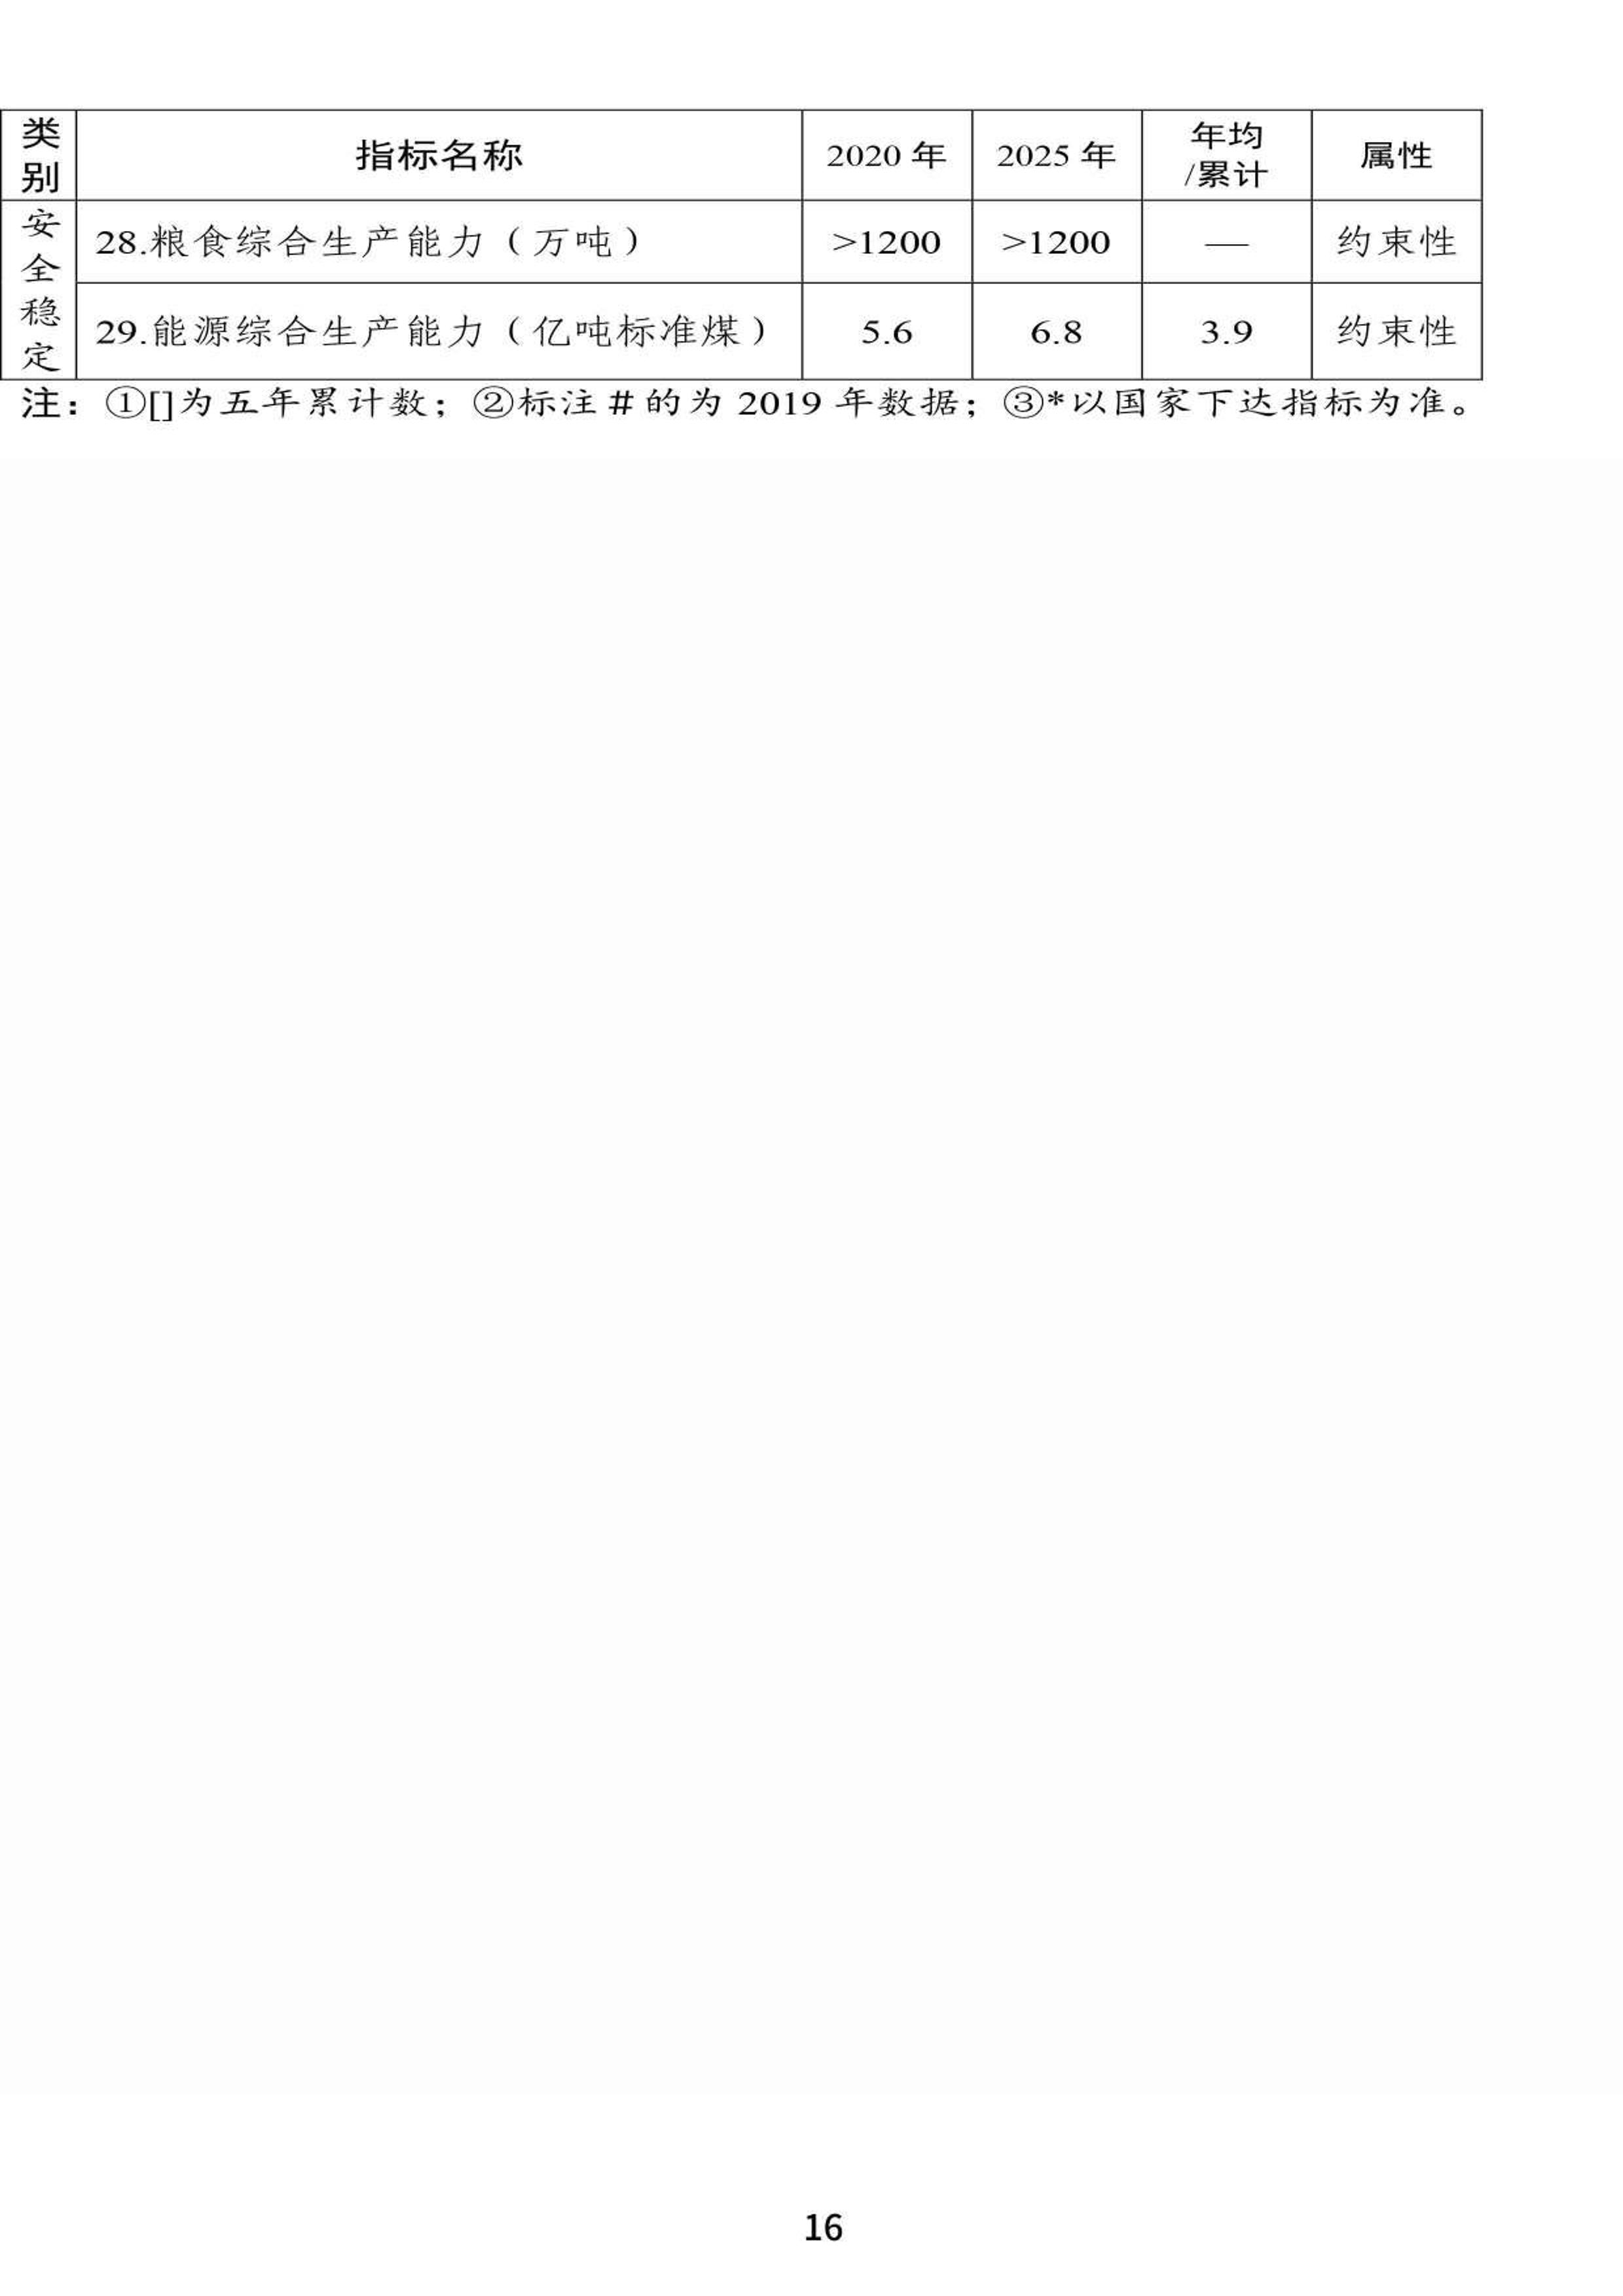 类别 指标名称 2020 年 2025 年 年均/累计 属性
安全稳定 28.粮食综合生产能力（万吨） >1200 >1200 — 约束性
29.能源综合生产能力（亿吨标准煤） 5.6 6.8 3.9 约束性
注：①[]为五年累计数；②标注#的为 2019 年数据；③*以国家下达指标为准。
16